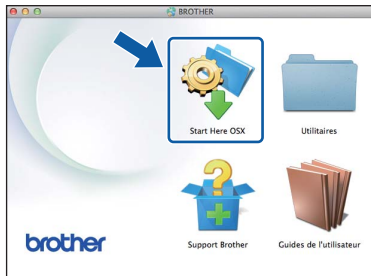 BROTHER
Start Here OSX
Utilitaires
Support Brother
Guides de l'utilisateur
brother